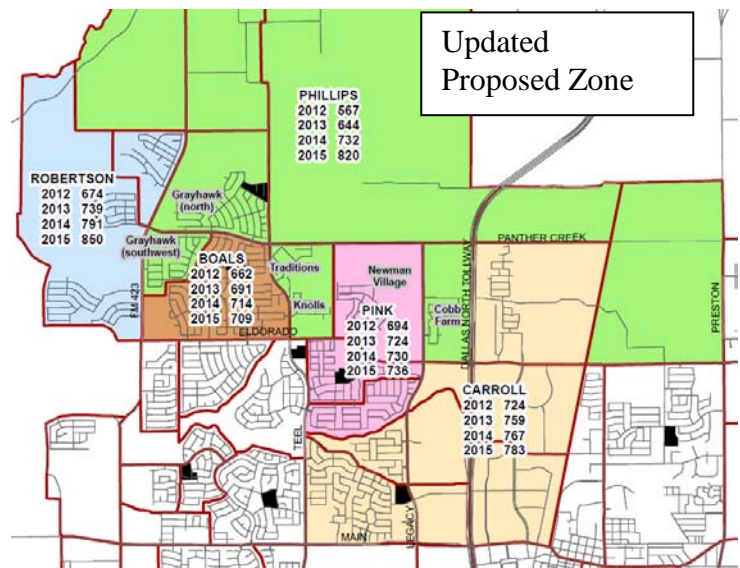 Updated
Proposed Zone
PHILLIPS
2012 567
2013 644
2014 732
2015 820
ROBERTSON
2012 674
2013 739
2014 791
2015 850
Grayhawk
(north)
Grayhawk
(southwest)
BOALS
2012 662
2013 691
2014 714
2015 709
Traditions
Knolls
Newman
Village
PINK
2012 694
2013 724
2014 730
2015 736
Cobb
Farm
CARROLL
2012 724
2013 759
2014 767
2015 783
PANTHER CREEK
DALLAS NORTH TOLLWAY
PRESTON
FM 423
ELDORADO
TEEL
LEGACY
MAIN